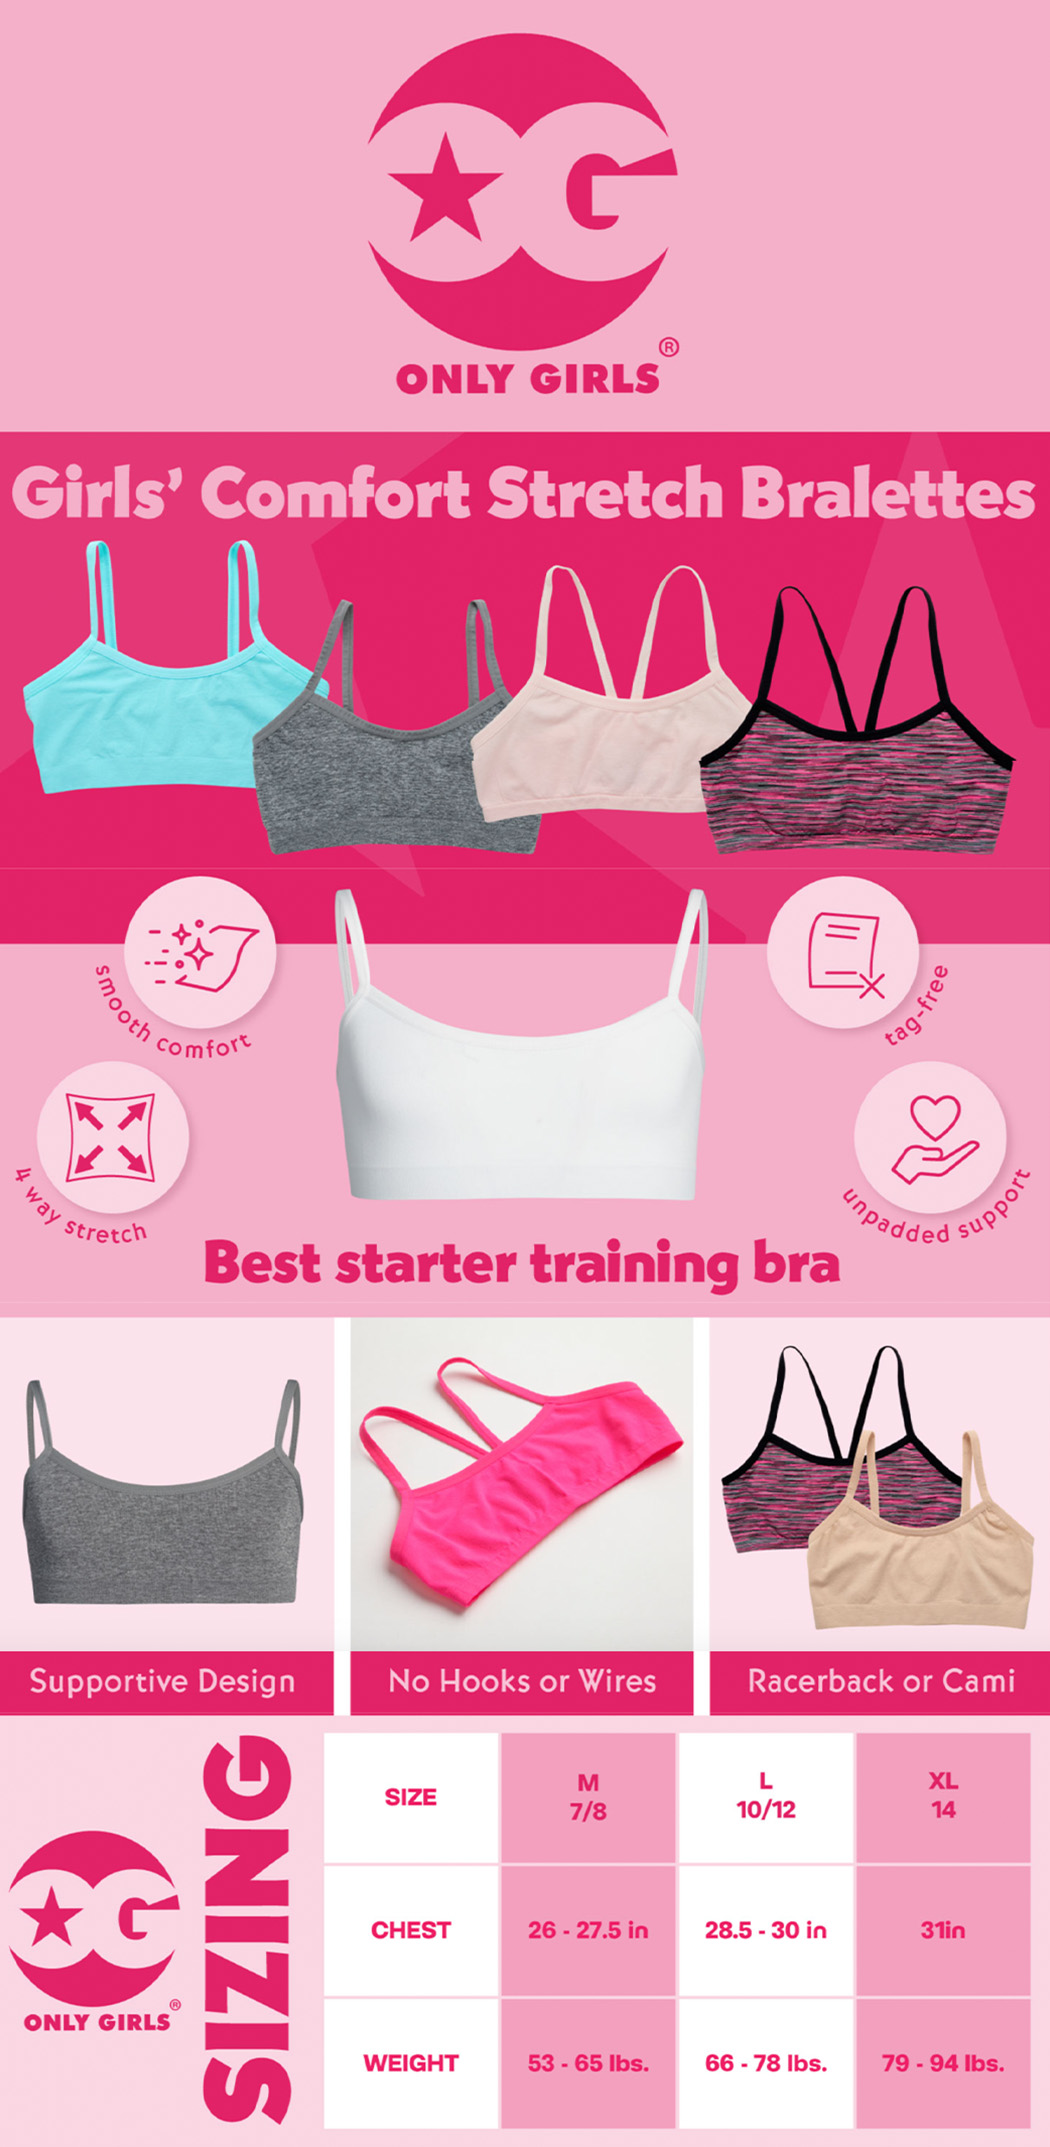 G
®
ONLY GIRLS
Girls’ Comfort Stretch Bralettes
smooth comfort
tag-free
4 way stretch
unpadded support
Best starter training bra
Supportive Design
No Hooks or Wires
Racerback or Cami
G
®
ONLY GIRLS
SIZING
SIZE
M
7/8
L
10/12
XL
14
CHEST
26 - 27.5 in
28.5 - 30 in
31in
WEIGHT
53 - 65 lbs.
66 - 78 lbs.
79 - 94 lbs.